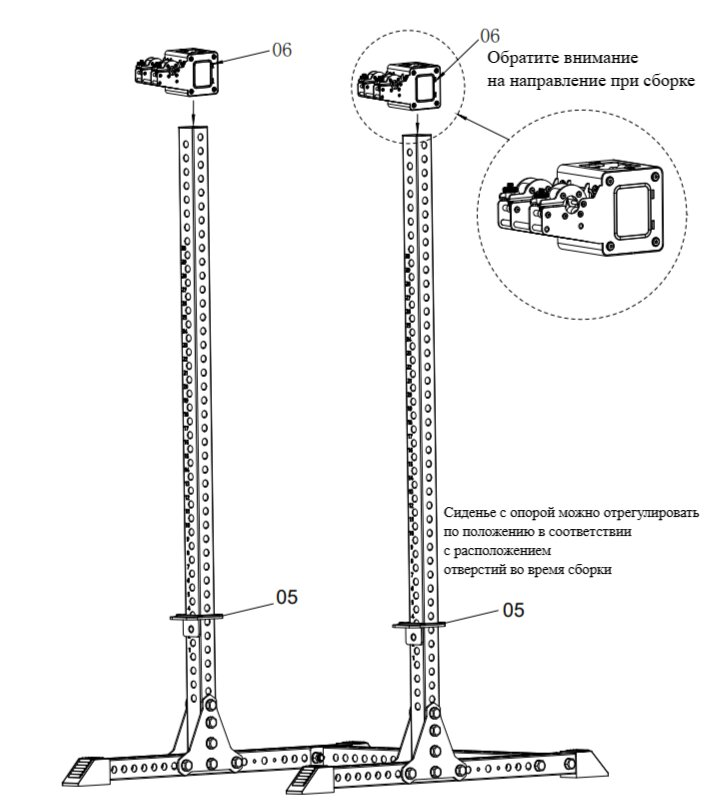 06
06
Обратите внимание
на направление при сборке
Сиденье с опорой можно отрегулировать
по положению в соответствии
с расположением
отверстий во время сборки
05
05